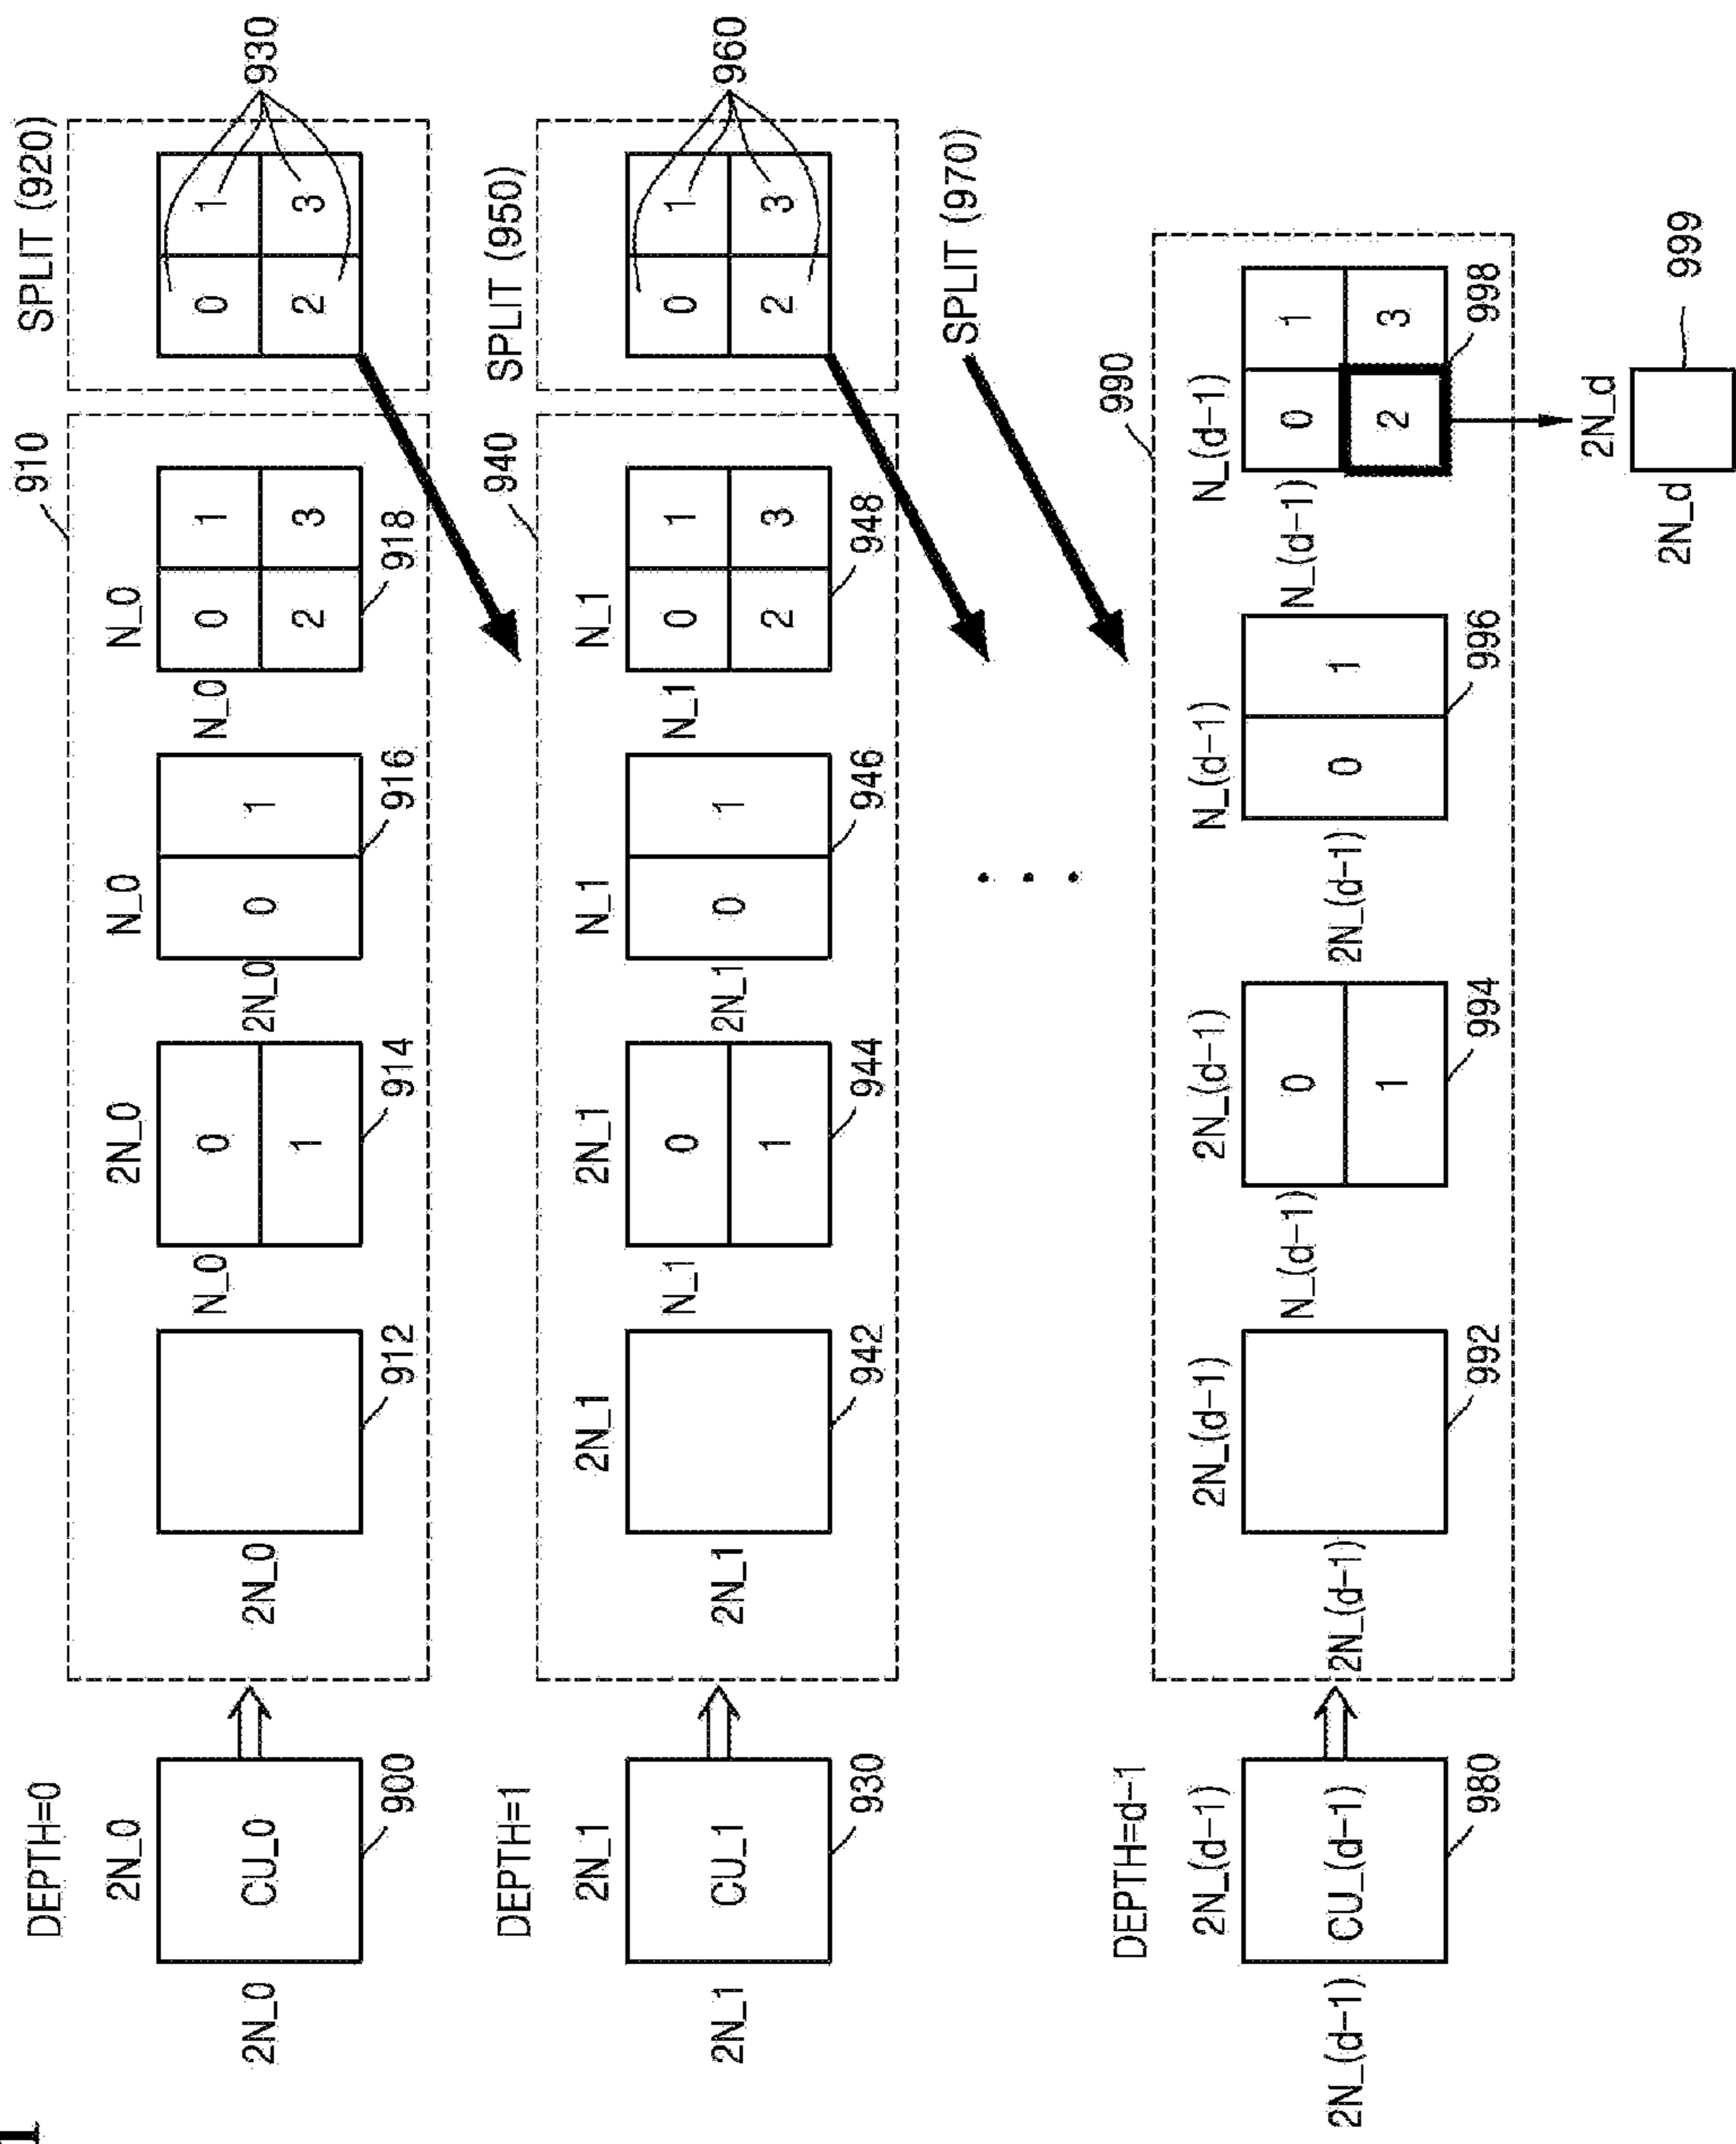 1
DEPTH=0
2N_0
2N_0
CU_0
900
910
2N_0
912
2N_0
N_0
0
1
914
N_0
2N_0
0
1
916
N_0
N_0
0
1
2
3
918
SPLIT (920)
0
1
2
3
930
DEPTH=1
2N_1
2N_1
CU_1
930
940
2N_1
2N_1
942
2N_1
N_1
0
1
944
N_1
2N_1
0
1
946
N_1
N_1
0
1
2
3
948
SPLIT (950)
0
1
2
3
960
SPLIT (970)
DEPTH=d-1
2N_(d-1)
2N_(d-1)
CU_(d-1)
980
990
2N_(d-1)
2N_(d-1)
992
2N_(d-1)
N_(d-1)
0
1
994
N_(d-1)
2N_(d-1)
0
1
996
N_(d-1)
N_(d-1)
0
1
2
3
998
2N_d
2N_d
999